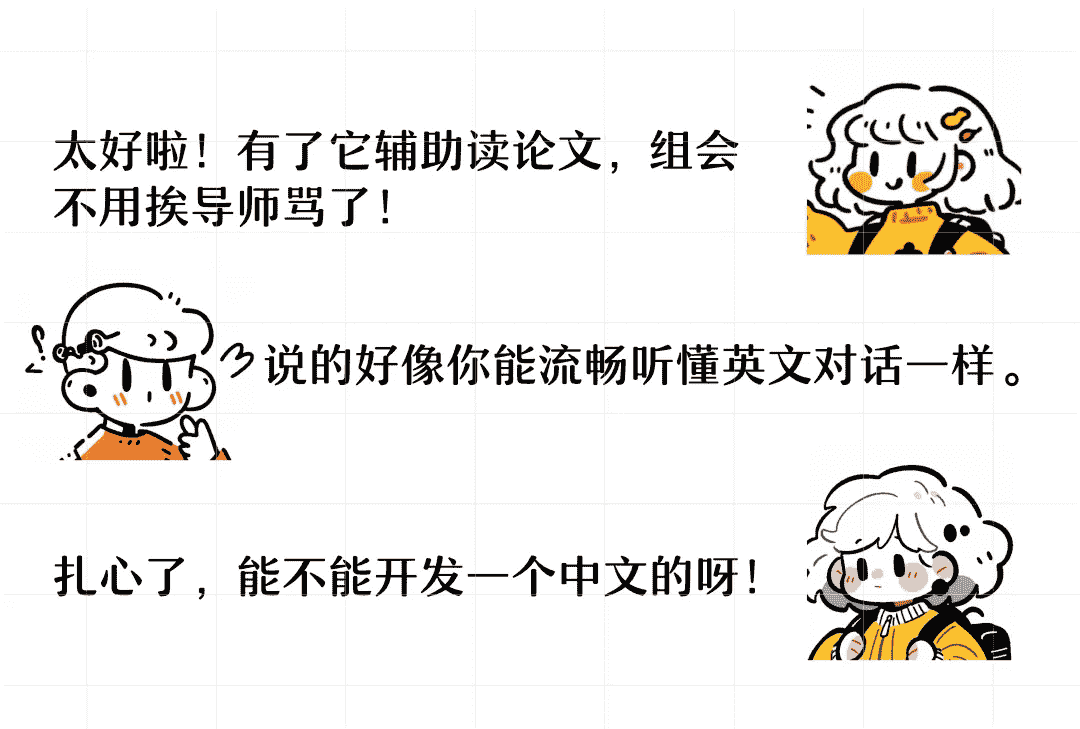 太好啦！有了它辅助读论文，组会
不用挨导师骂了！
说的好像你能流畅听懂英文对话一样。
扎心了，能不能开发一个中文的呀！